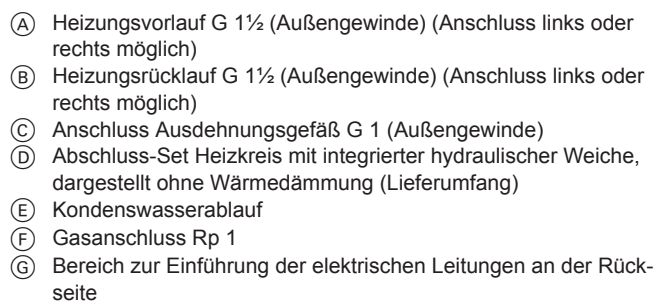 Ⓐ Heizungsvorlauf G 1½ (Außengewinde) (Anschluss links oder
rechts möglich)
Ⓑ Heizungsrücklauf G 1½ (Außengewinde) (Anschluss links oder
rechts möglich)
Ⓒ Anschluss Ausdehnungsgefäß G 1 (Außengewinde)
Ⓓ Abschluss-Set Heizkreis mit integrierter hydraulischer Weiche,
dargestellt ohne Wärmedämmung (Lieferumfang)
Ⓔ Kondenswasserablauf
Ⓕ Gasanschluss Rp 1
Ⓖ Bereich zur Einführung der elektrischen Leitungen an der Rück-
seite